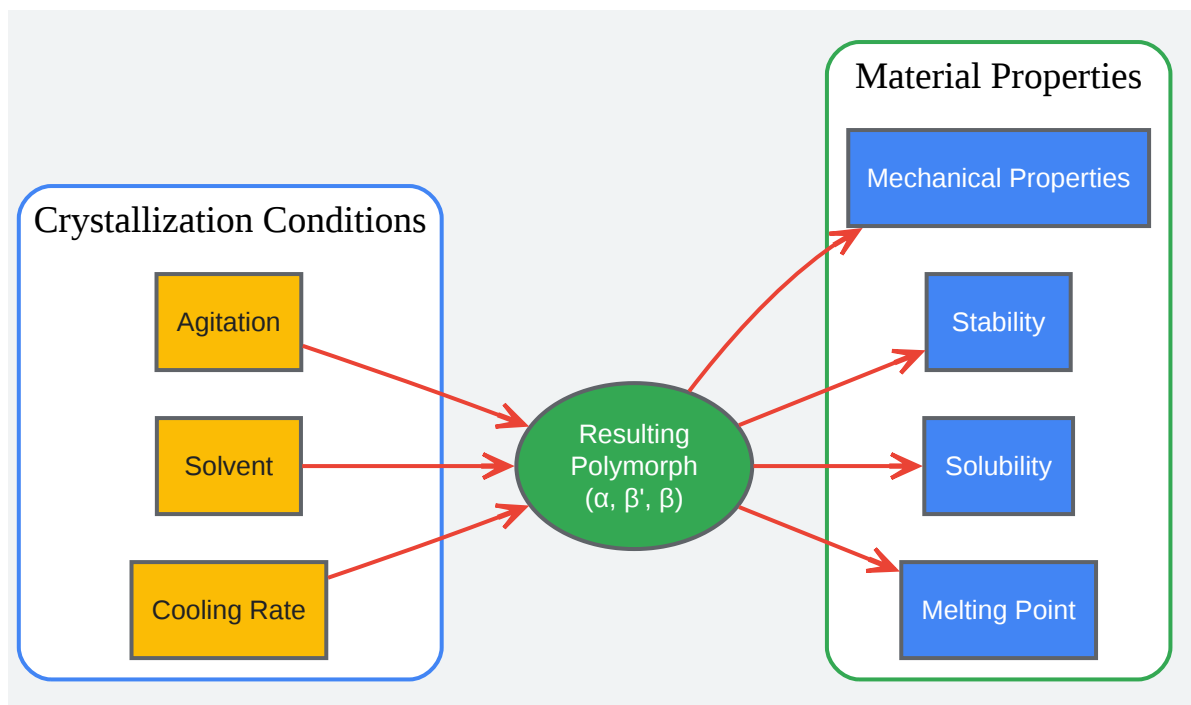 Crystallization Conditions
Agitation
Solvent
Cooling Rate
Resulting
Polymorph
(α, β', β)
Material Properties
Mechanical Properties
Stability
Solubility
Melting Point